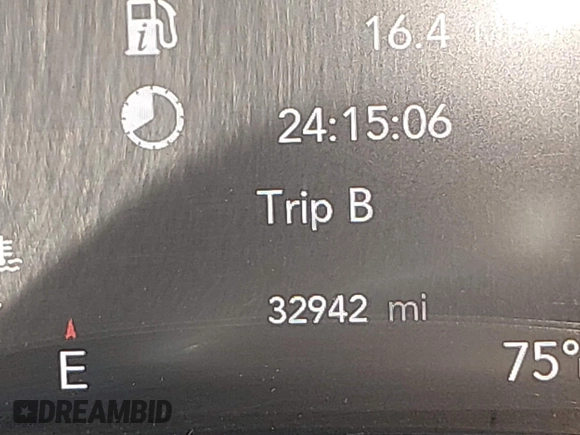 16.4
24:15:06
Trip B
32942 mi
E
75°
DREAMBID